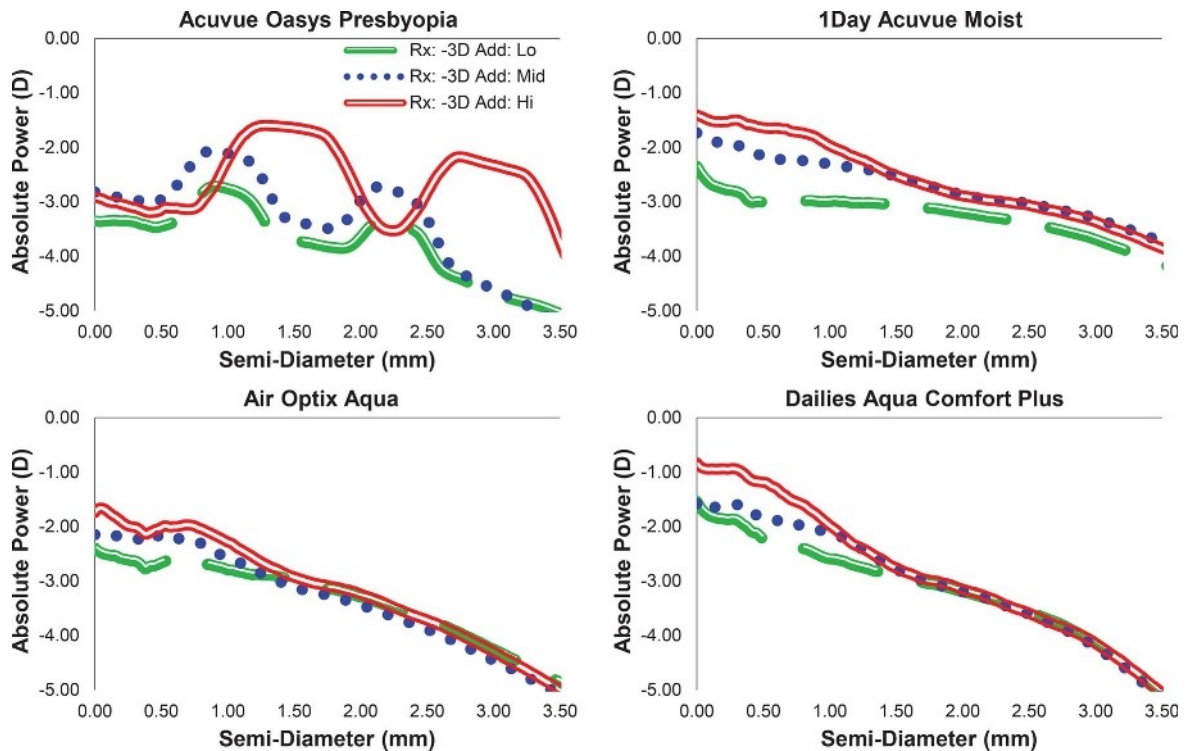 Acuvue Oasys Presbyopia
0.00
-1.00
-2.00
-3.00
-4.00
-5.00
Absolute Power (D)
Rx: -3D Add: Lo
Rx: -3D Add: Mid
Rx: -3D Add: Hi
0.00 0.50 1.00 1.50 2.00 2.50 3.00 3.50
Semi-Diameter (mm)
1Day Acuvue Moist
0.00
-1.00
-2.00
-3.00
-4.00
-5.00
Absolute Power (D)
0.00 0.50 1.00 1.50 2.00 2.50 3.00 3.50
Semi-Diameter (mm)
Air Optix Aqua
0.00
-1.00
-2.00
-3.00
-4.00
-5.00
Absolute Power (D)
0.00 0.50 1.00 1.50 2.00 2.50 3.00 3.50
Semi-Diameter (mm)
Dailies Aqua Comfort Plus
0.00
-1.00
-2.00
-3.00
-4.00
-5.00
Absolute Power (D)
0.00 0.50 1.00 1.50 2.00 2.50 3.00 3.50
Semi-Diameter (mm)